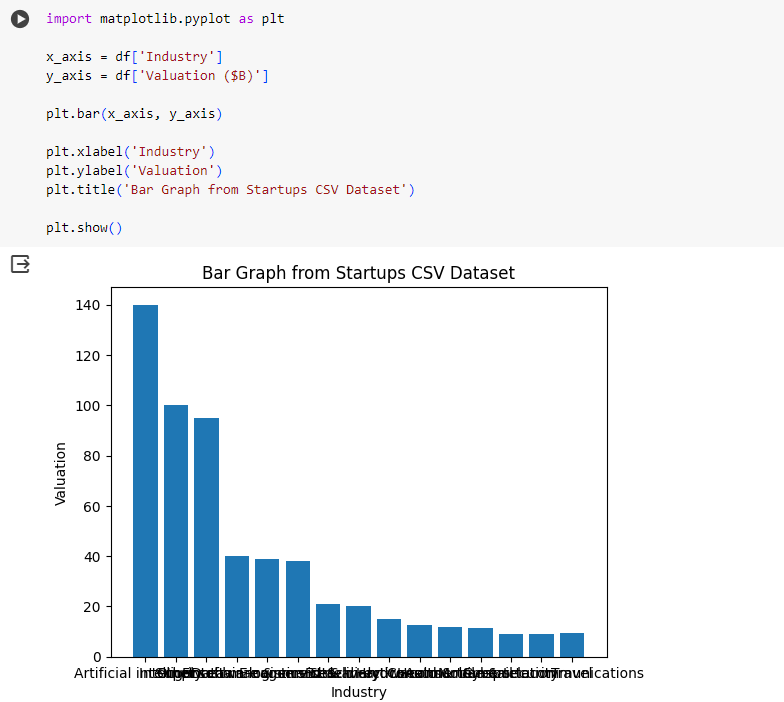 import matplotlib.pyplot as plt
x_axis = df['Industry']
y_axis = df['Valuation ($B)']
plt.bar(x_axis, y_axis)
plt.xlabel('Industry')
plt.ylabel('Valuation')
plt.title('Bar Graph from Startups CSV Dataset')
plt.show()
Bar Graph from Startups CSV Dataset
140
120
100
80
60
40
20
0
Valuation
Artificial
Industry